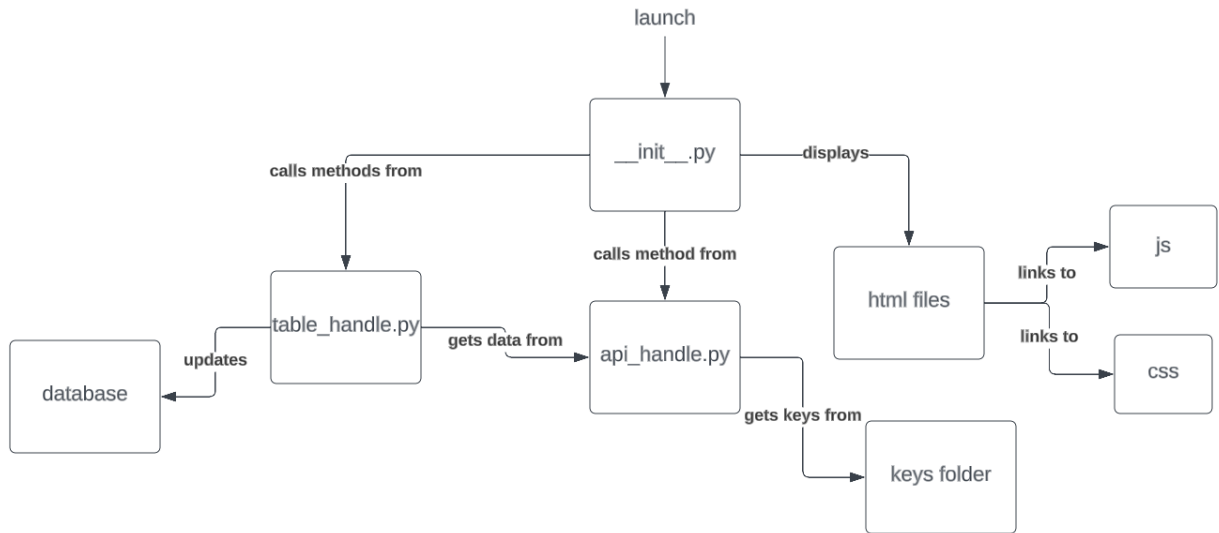 launch
__init__.py
displays
calls methods from
js
calls method from
links to
html files
table_handle.py
links to
gets data from
api_handle.py
updates
css
database
gets keys from
keys folder